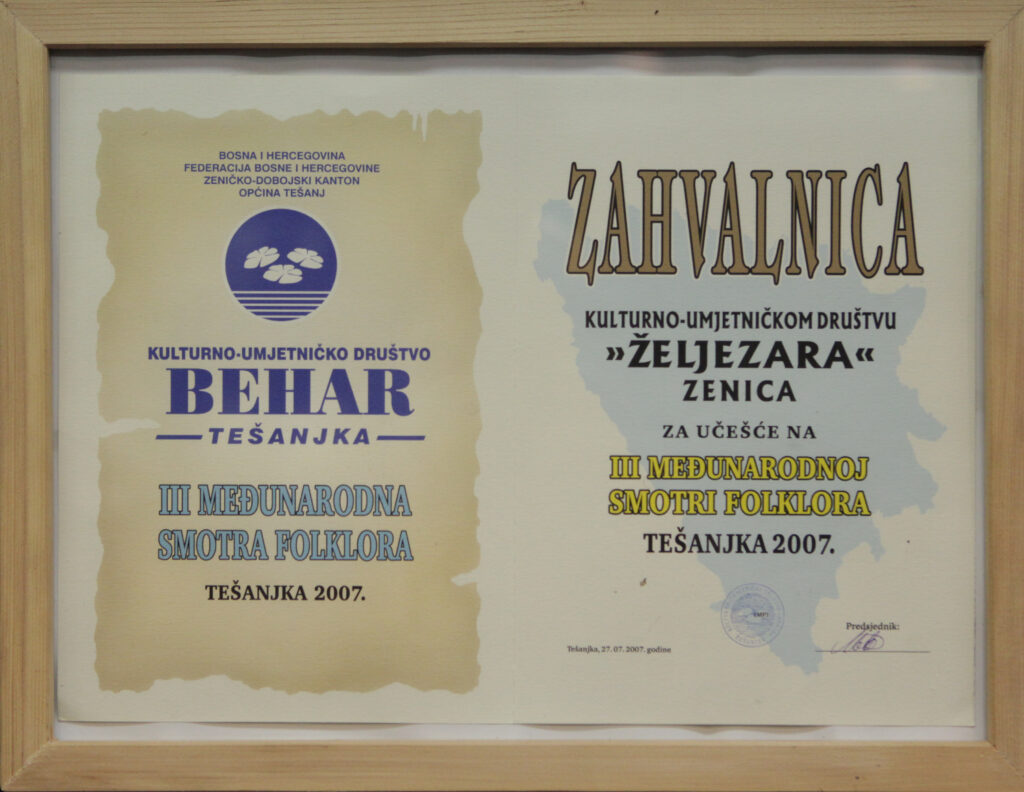 BOSNA I HERCEGOVINA
FEDERACIJA BOSNE I HERCEGOVINE
ZENIČKO-DOBOJSKI KANTON
OPĆINA TEŠANJ
KULTURNO-UMJETNIČKO DRUŠTVO
BEHAR
TEŠANJKA
III MEĐUNARODNA
SMOTRA FOLKLORA
TEŠANJKA 2007.
ZAHVALNICA
KULTURNO-UMJETNIČKOM DRUŠTVU
»ŽELJEZARA«
ZENICA
ZA UČEŠĆE NA
III MEĐUNARODNOJ
SMOTRI FOLKLORA
TEŠANJKA 2007.
Tešanjka, 27. 07. 2007. godine
Predsjednik: